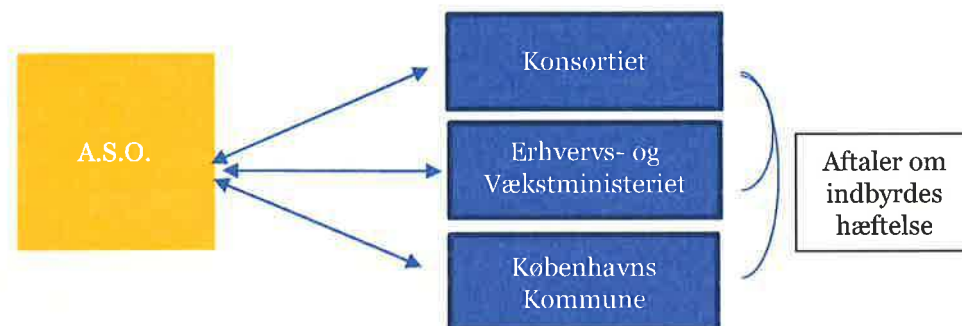 A.S.O.
Konsortiet
Erhvervs- og
Vækstministeriet
Københavns
Kommune
Aftaler om
indbyrdes
hæftelse